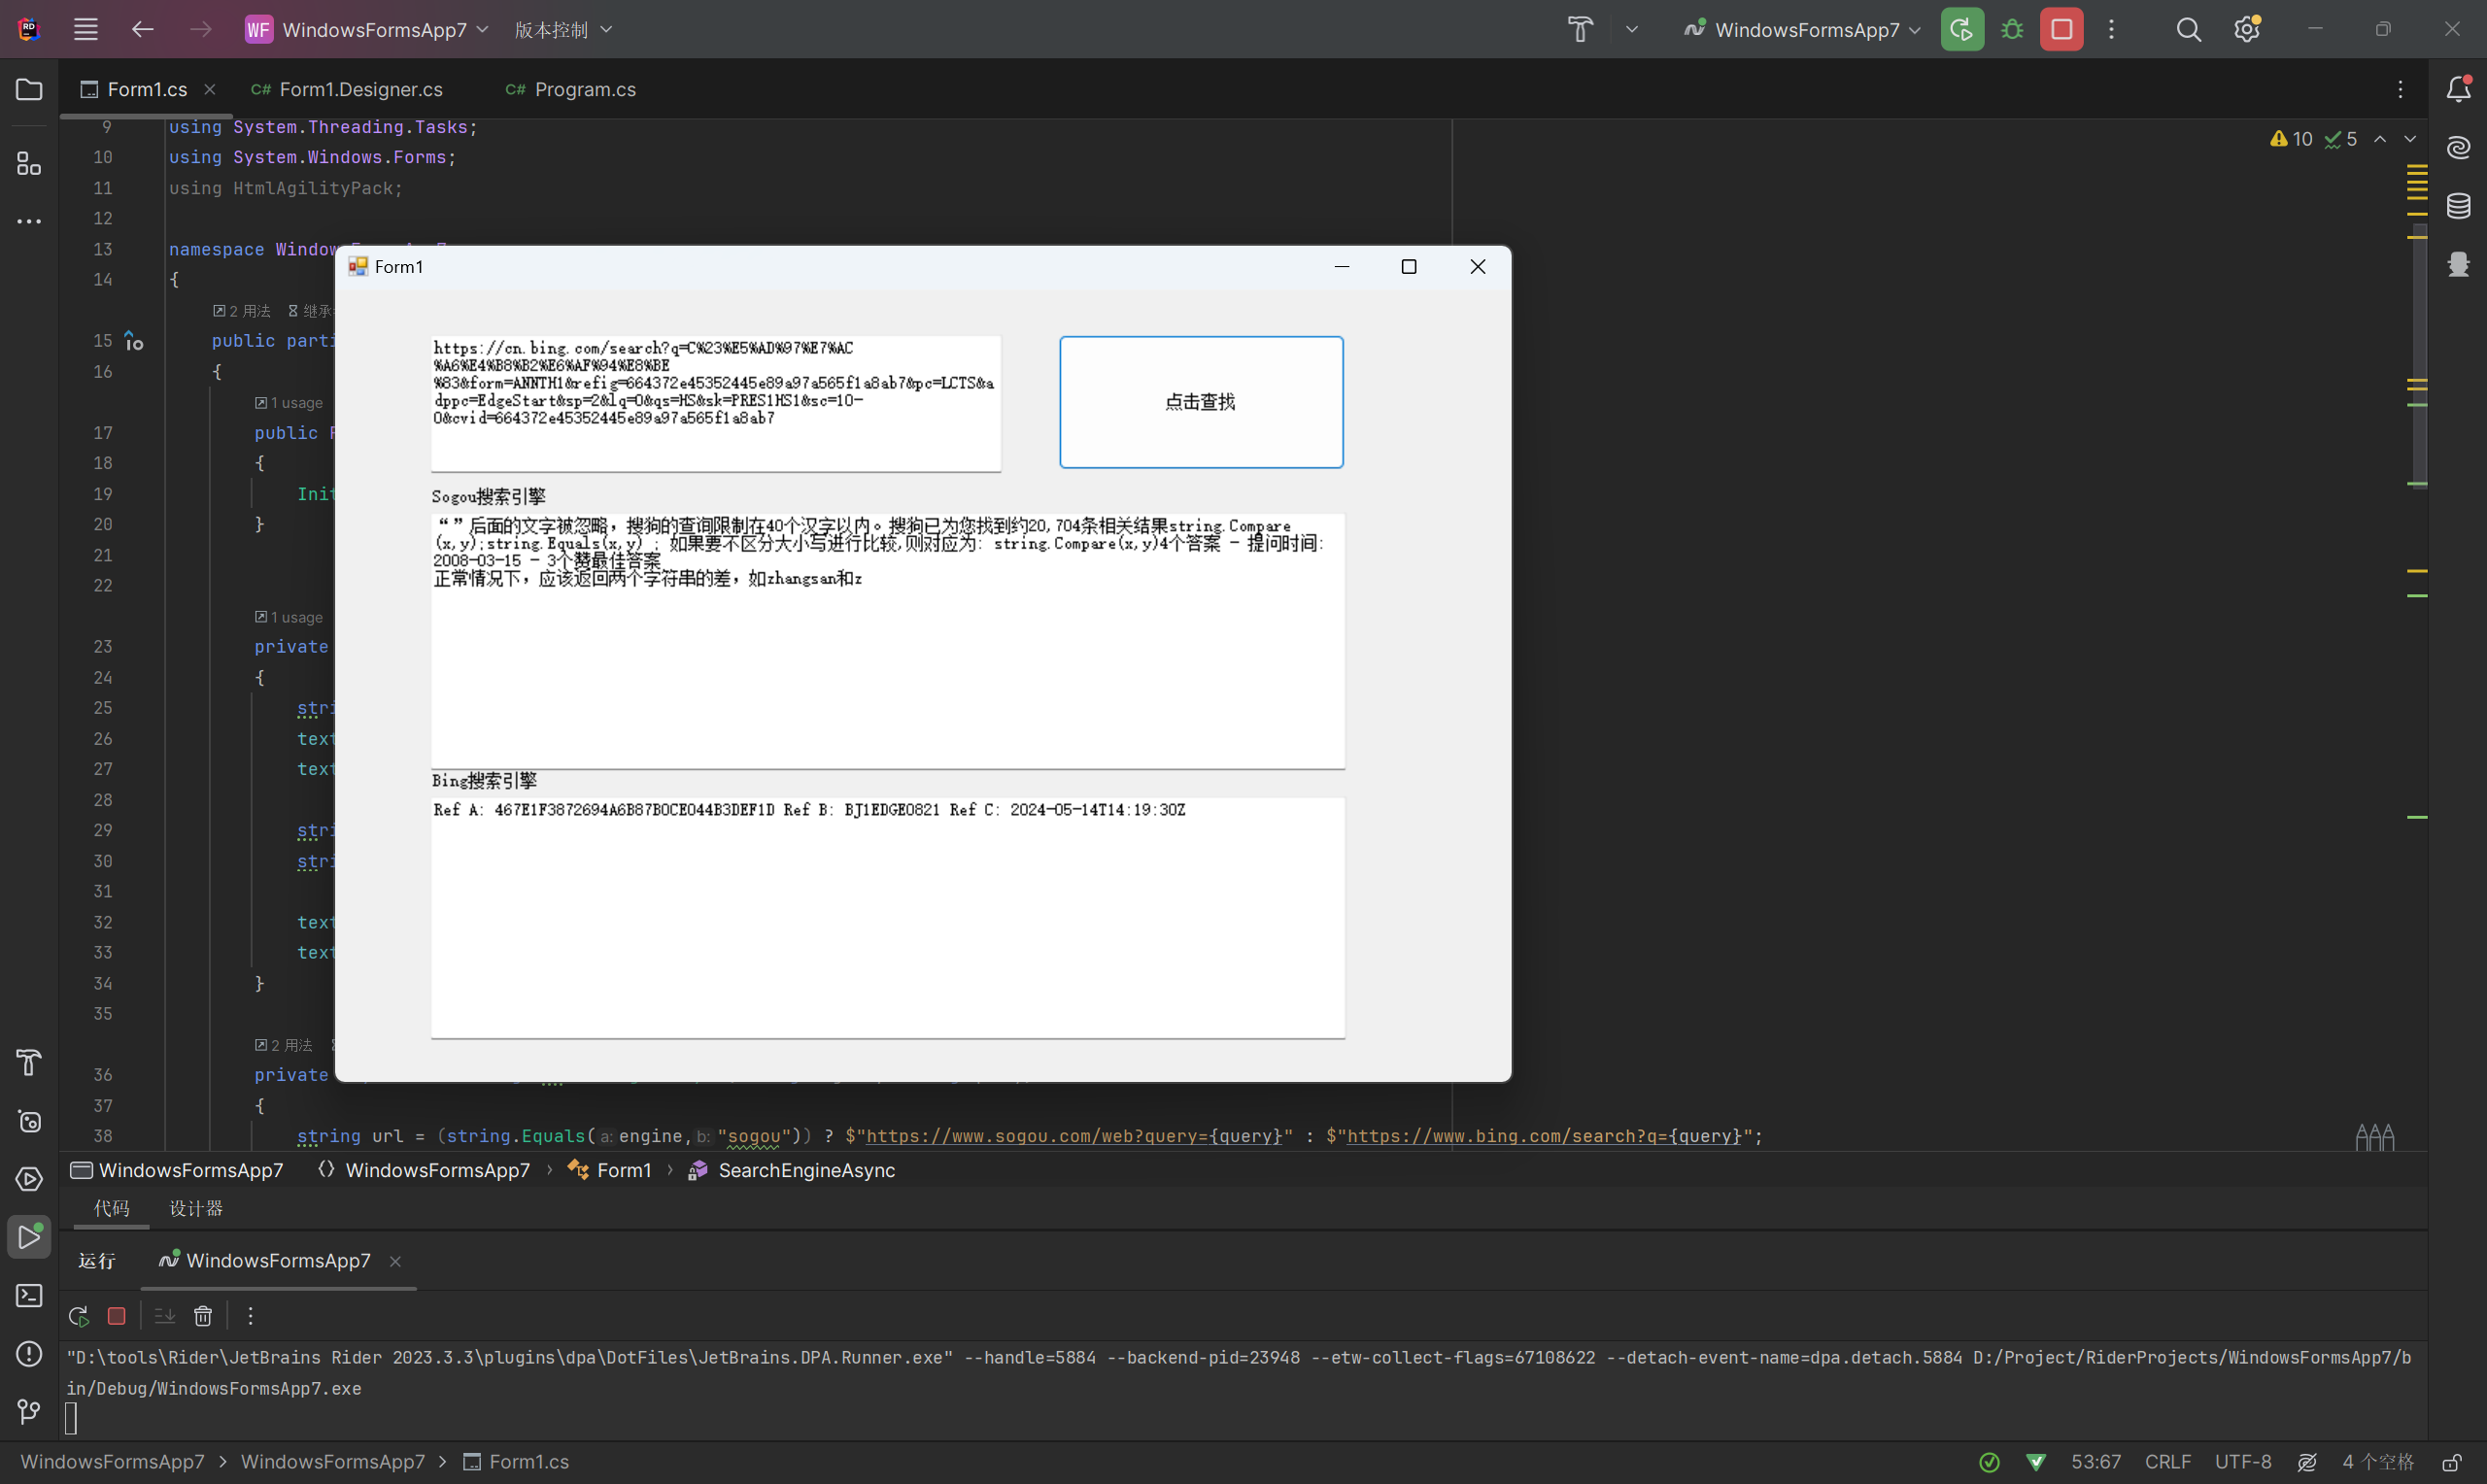 WF WindowsFormsApp7 版本控制 WindowsFormsApp7
Form1.cs Form1.Designer.cs Program.cs
10 5
9 using System.Threading.Tasks;
10 using System.Windows.Forms;
11 using HtmlAgilityPack;
12
13 namespace Window
14 {
2 用法 继承
15 public parti
16 {
1 usage
17 public F
18 {
19 Init
20 }
21
22
1 usage
23 private
24 {
25 stri
26 text
27 text
28
29 stri
30 stri
31
32 text
33 text
34 }
35
2 用法
36 private
37 {
38 string url = (string.Equals(a: engine, b: "sogou")) ? $"https://www.sogou.com/web?query={query}" : $"https://www.bing.com/search?q={query}";
Form1
https://cn.bing.com/search?q=C%23%E5%AD%97%E7%AC
%A6%E4%B8%B2%E6%AF%94%E8%BE
%83&form=ANNTH1&refig=664372e45352445e89a97a565f1a8ab7&pc=LCTS&a
dppc=EdgeStart&sp=2&lq=0&qs=HS&sk=PRES1HS1&sc=10-
0&cvid=664372e45352445e89a97a565f1a8ab7
点击查找
Sogou搜索引擎
“”后面的文字被忽略，搜狗的查询限制在40个汉字以内。搜狗已为您找到约20,704条相关结果string.Compare
(x,y);string.Equals(x,y) ; 如果要不区分大小写进行比较,则对应为: string.Compare(x,y)4个答案 - 提问时间:
2008-03-15 - 3个赞最佳答案
正常情况下，应该返回两个字符串的差，如zhangsan和z
Bing搜索引擎
Ref A: 467E1F3872694A6B87B0CE044B3DEF1D Ref B: BJ1EDGE0821 Ref C: 2024-05-14T14:19:30Z
WindowsFormsApp7 WindowsFormsApp7 › Form1 › SearchEngineAsync
代码 设计器
运行 WindowsFormsApp7
"D:\tools\Rider\JetBrains Rider 2023.3.3\plugins\dpa\DotFiles\JetBrains.DPA.Runner.exe" --handle=5884 --backend-pid=23948 --etw-collect-flags=67108622 --detach-event-name=dpa.detach.5884 D:/Project/RiderProjects/WindowsFormsApp7/b
in/Debug/WindowsFormsApp7.exe
WindowsFormsApp7 › WindowsFormsApp7 › Form1.cs 53:67 CRLF UTF-8 4 个空格